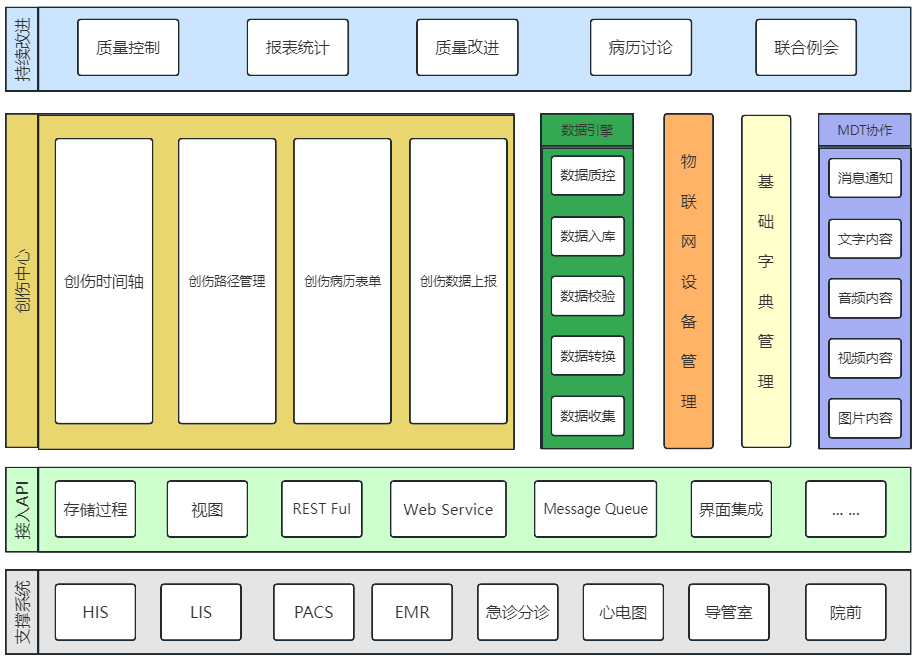 持续改进
质量控制
报表统计
质量改进
病历讨论
联合例会
创伤中心
创伤时间轴
创伤路径管理
创伤病历表单
创伤数据上报
数据引擎
数据质控
数据入库
数据校验
数据转换
数据收集
物联网设备管理
基础字典管理
MDT协作
消息通知
文字内容
音频内容
视频内容
图片内容
接入API
存储过程
视图
REST Ful
Web Service
Message Queue
界面集成
... ...
支撑系统
HIS
LIS
PACS
EMR
急诊分诊
心电图
导管室
院前